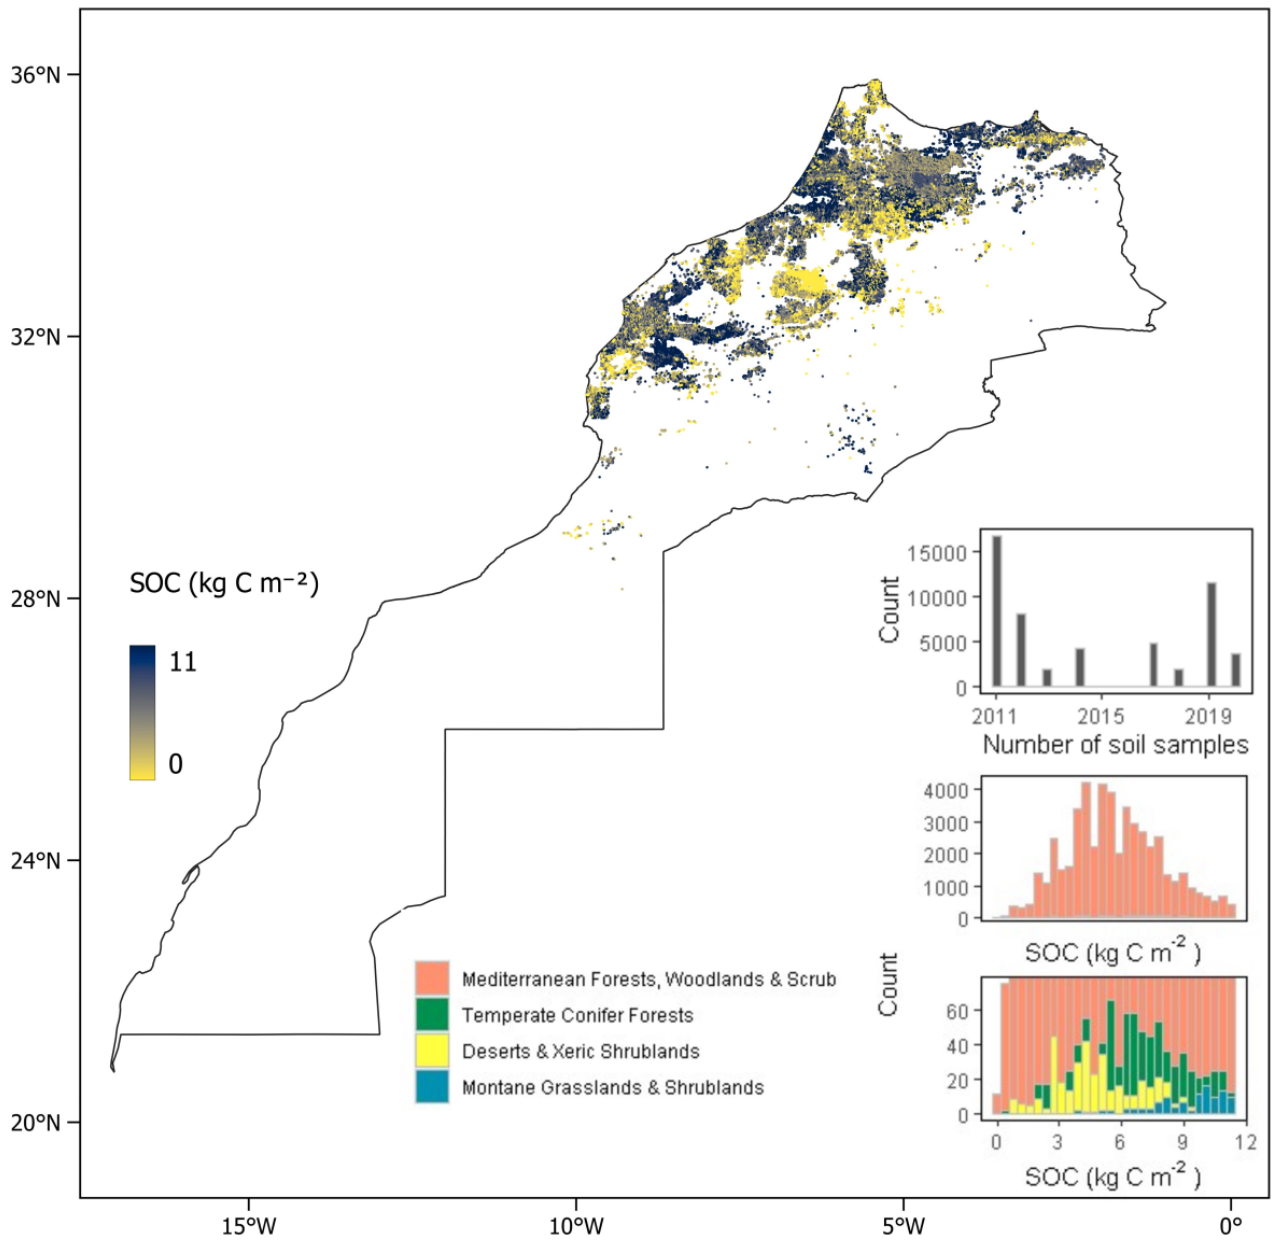 36°N
32°N
28°N
24°N
20°N
15°W
10°W
5°W
0°
SOC (kg C m⁻²)
11
0
Mediterranean Forests, Woodlands & Scrub
Temperate Conifer Forests
Deserts & Xeric Shrublands
Montane Grasslands & Shrublands
Count
15000
10000
5000
0
2011 2015 2019
Number of soil samples
4000
3000
2000
1000
0
SOC (kg C m⁻² )
Count
60
40
20
0
0 3 6 9 12
SOC (kg C m⁻² )